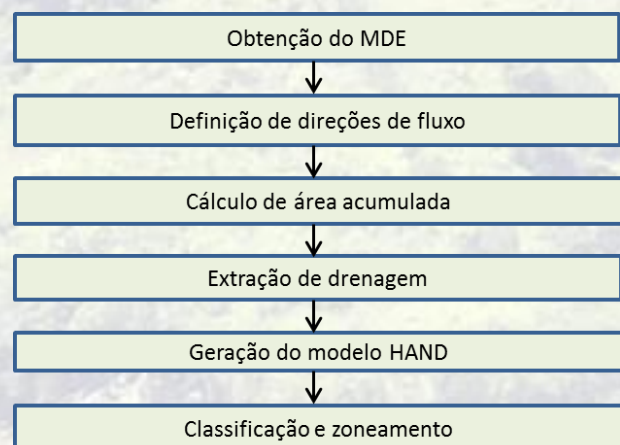 Obtenção do MDE
Definição de direções de fluxo
Cálculo de área acumulada
Extração de drenagem
Geração do modelo HAND
Classificação e zoneamento